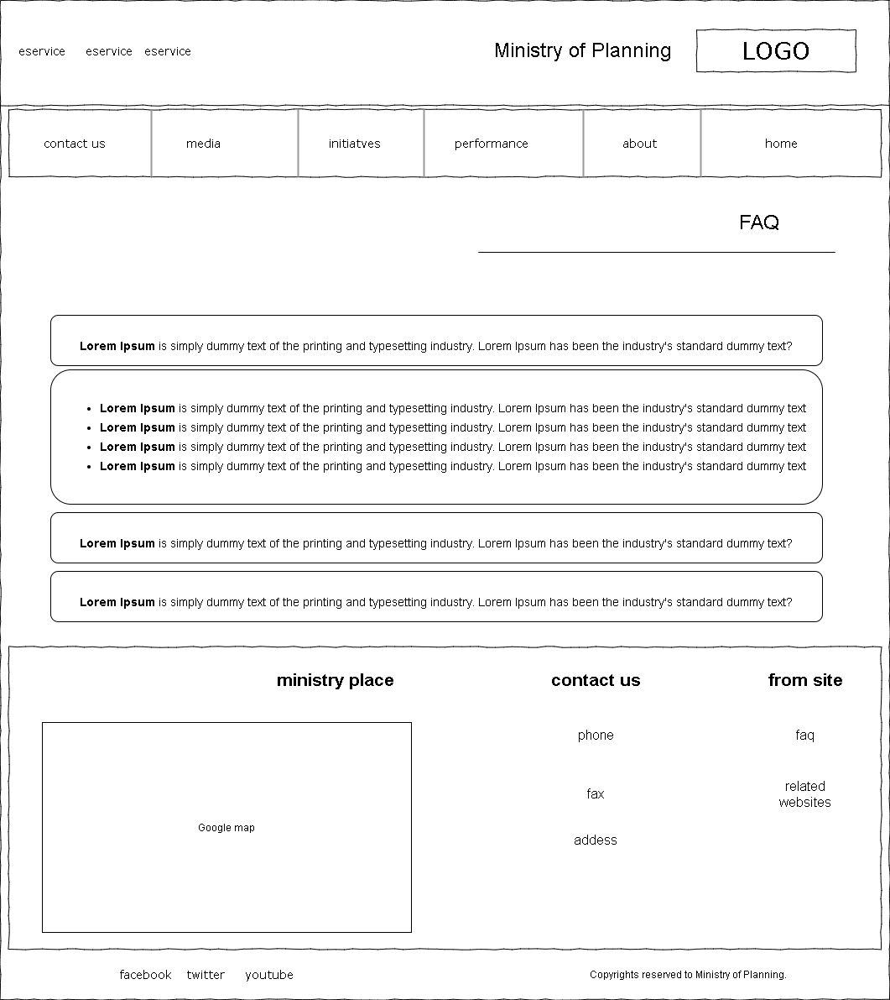 eservice eservice eservice Ministry of Planning LOGO
contact us media initiatves performance about home
FAQ
Lorem Ipsum is simply dummy text of the printing and typesetting industry. Lorem Ipsum has been the industry's standard dummy text?
• Lorem Ipsum is simply dummy text of the printing and typesetting industry. Lorem Ipsum has been the industry's standard dummy text
• Lorem Ipsum is simply dummy text of the printing and typesetting industry. Lorem Ipsum has been the industry's standard dummy text
• Lorem Ipsum is simply dummy text of the printing and typesetting industry. Lorem Ipsum has been the industry's standard dummy text
• Lorem Ipsum is simply dummy text of the printing and typesetting industry. Lorem Ipsum has been the industry's standard dummy text
Lorem Ipsum is simply dummy text of the printing and typesetting industry. Lorem Ipsum has been the industry's standard dummy text?
Lorem Ipsum is simply dummy text of the printing and typesetting industry. Lorem Ipsum has been the industry's standard dummy text?
ministry place
Google map
contact us
phone
fax
addess
from site
faq
related
websites
facebook twitter youtube
Copyrights reserved to Ministry of Planning.